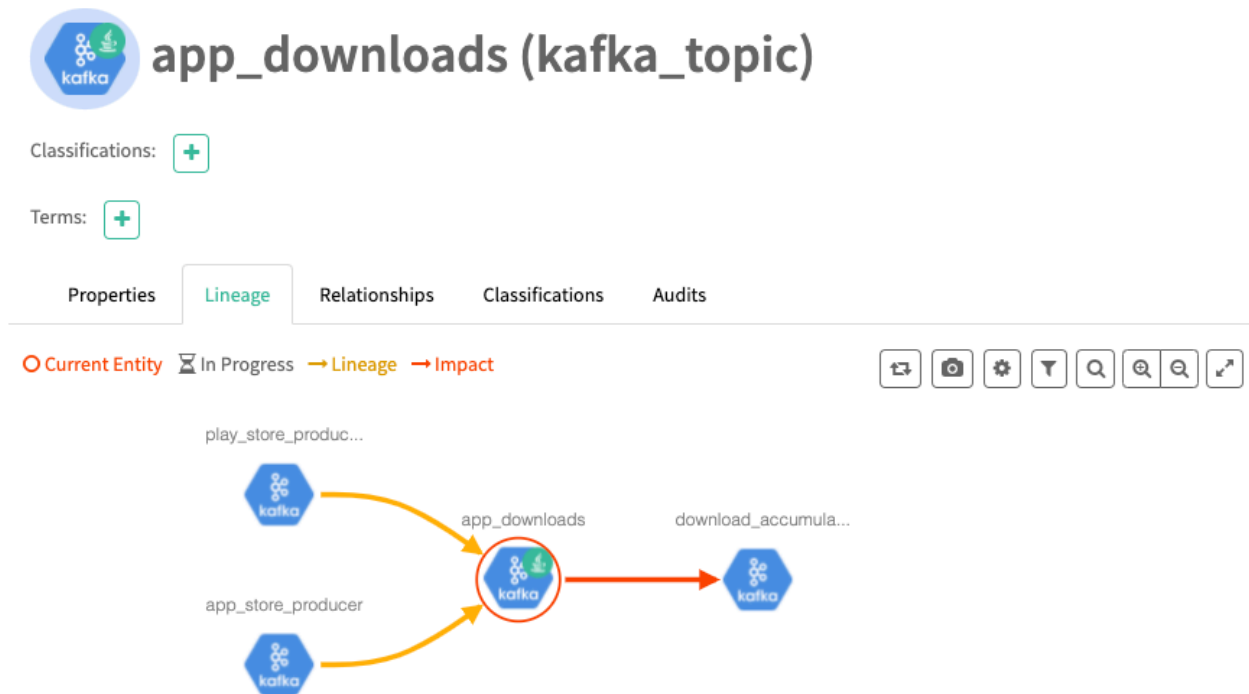 kafka
app_downloads (kafka_topic)
Classifications:
Terms:
Properties Lineage Relationships Classifications Audits
Current Entity In Progress Lineage Impact
play_store_produc...
kafka
app_downloads
download_accumula...
kafka
kafka
app_store_producer
kafka